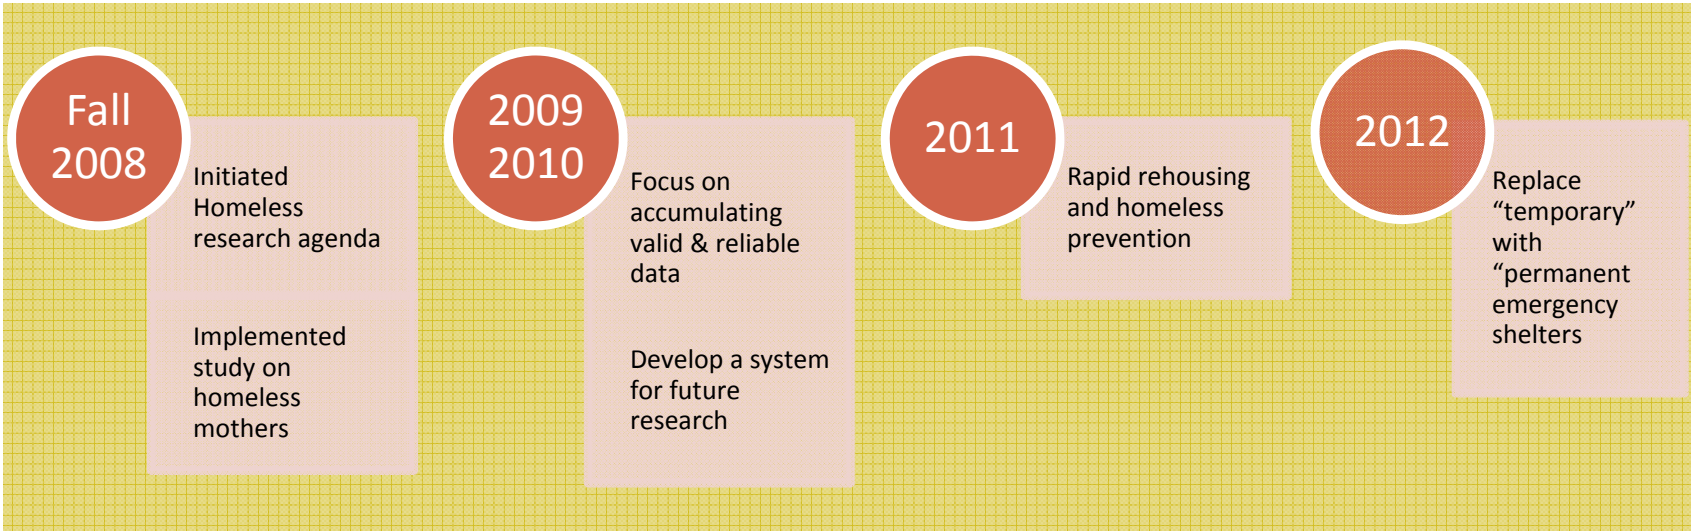 Fall
2008
Initiated
Homeless
research agenda
Implemented
study on
homeless
mothers
2009
2010
Focus on
accumulating
valid & reliable
data
Develop a system
for future
research
2011
Rapid rehousing
and homeless
prevention
2012
Replace
“temporary”
with
“permanent
emergency
shelters